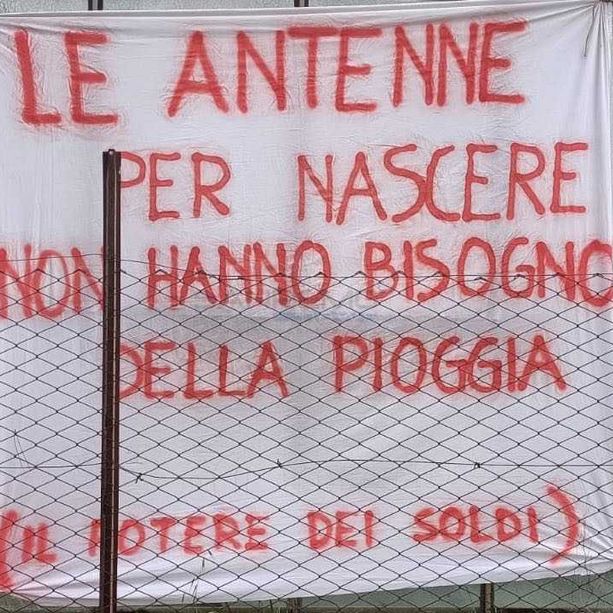 LE ANTENNE
PER NASCERE
NON HANNO BISOGNO
DELLA PIOGGIA
(IL POTERE DEI SOLDI)